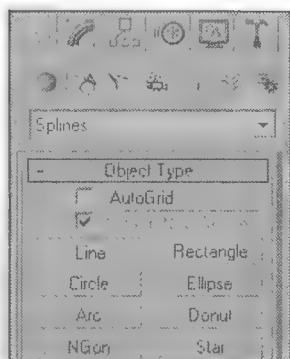 Splines
- Object Type
AutoGrid
Line Rectangle
Circle Ellipse
Arc Donut
NGon Star